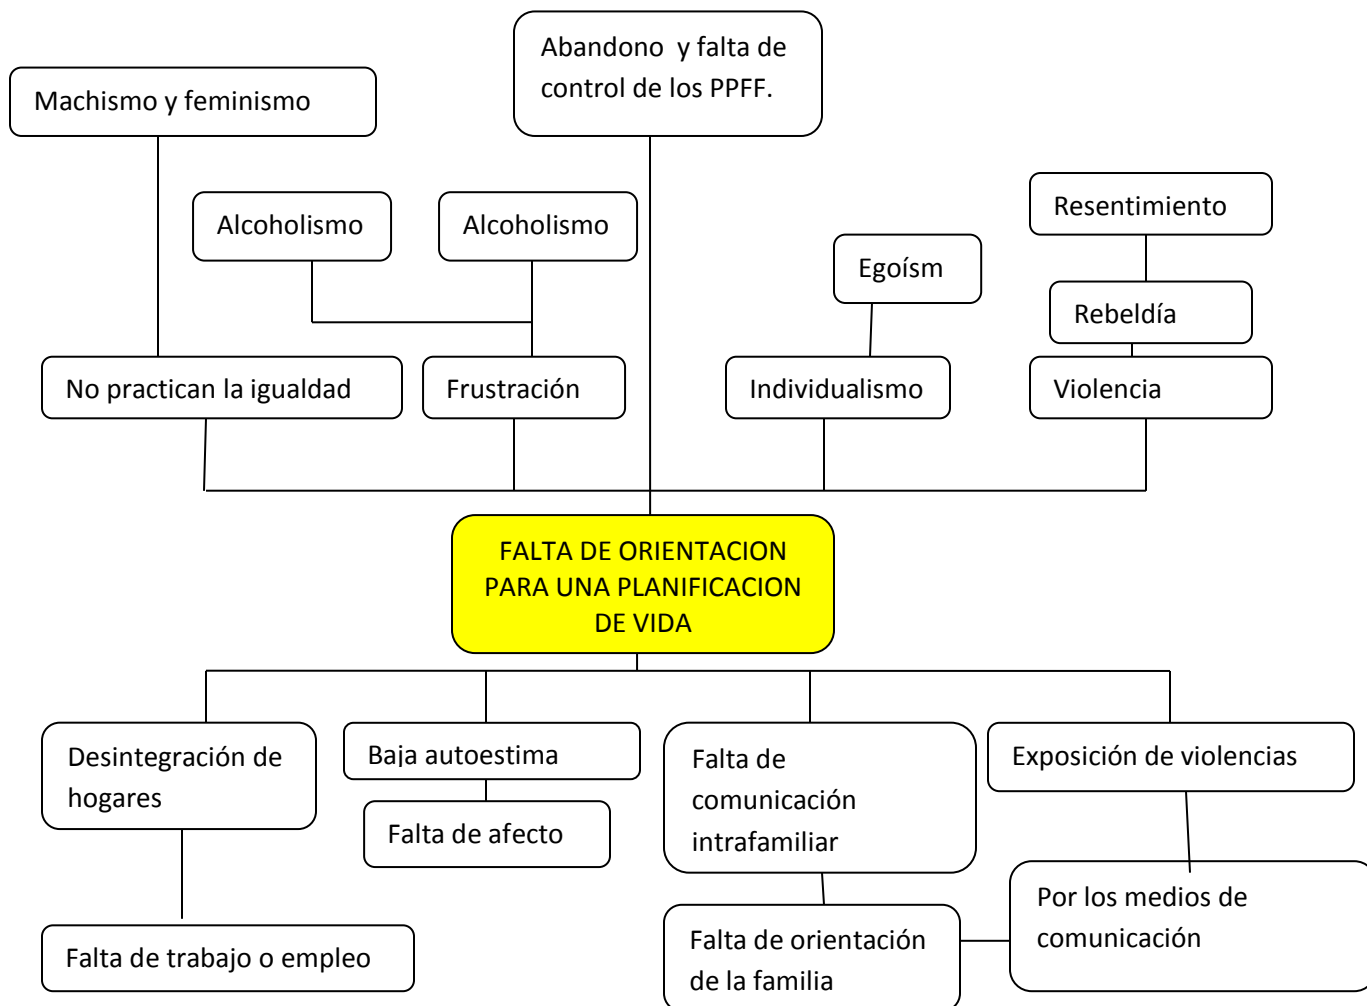 Abandono y falta de
control de los PPFF.
Machismo y feminismo
Alcoholismo
Alcoholismo
Resentimiento
Egoísm
Rebeldía
No practican la igualdad
Frustración
Individualismo
Violencia
FALTA DE ORIENTACION
PARA UNA PLANIFICACION
DE VIDA
Desintegración de
hogares
Baja autoestima
Falta de afecto
Falta de
comunicación
intrafamiliar
Exposición de violencias
Falta de trabajo o empleo
Falta de orientación
de la familia
Por los medios de
comunicación